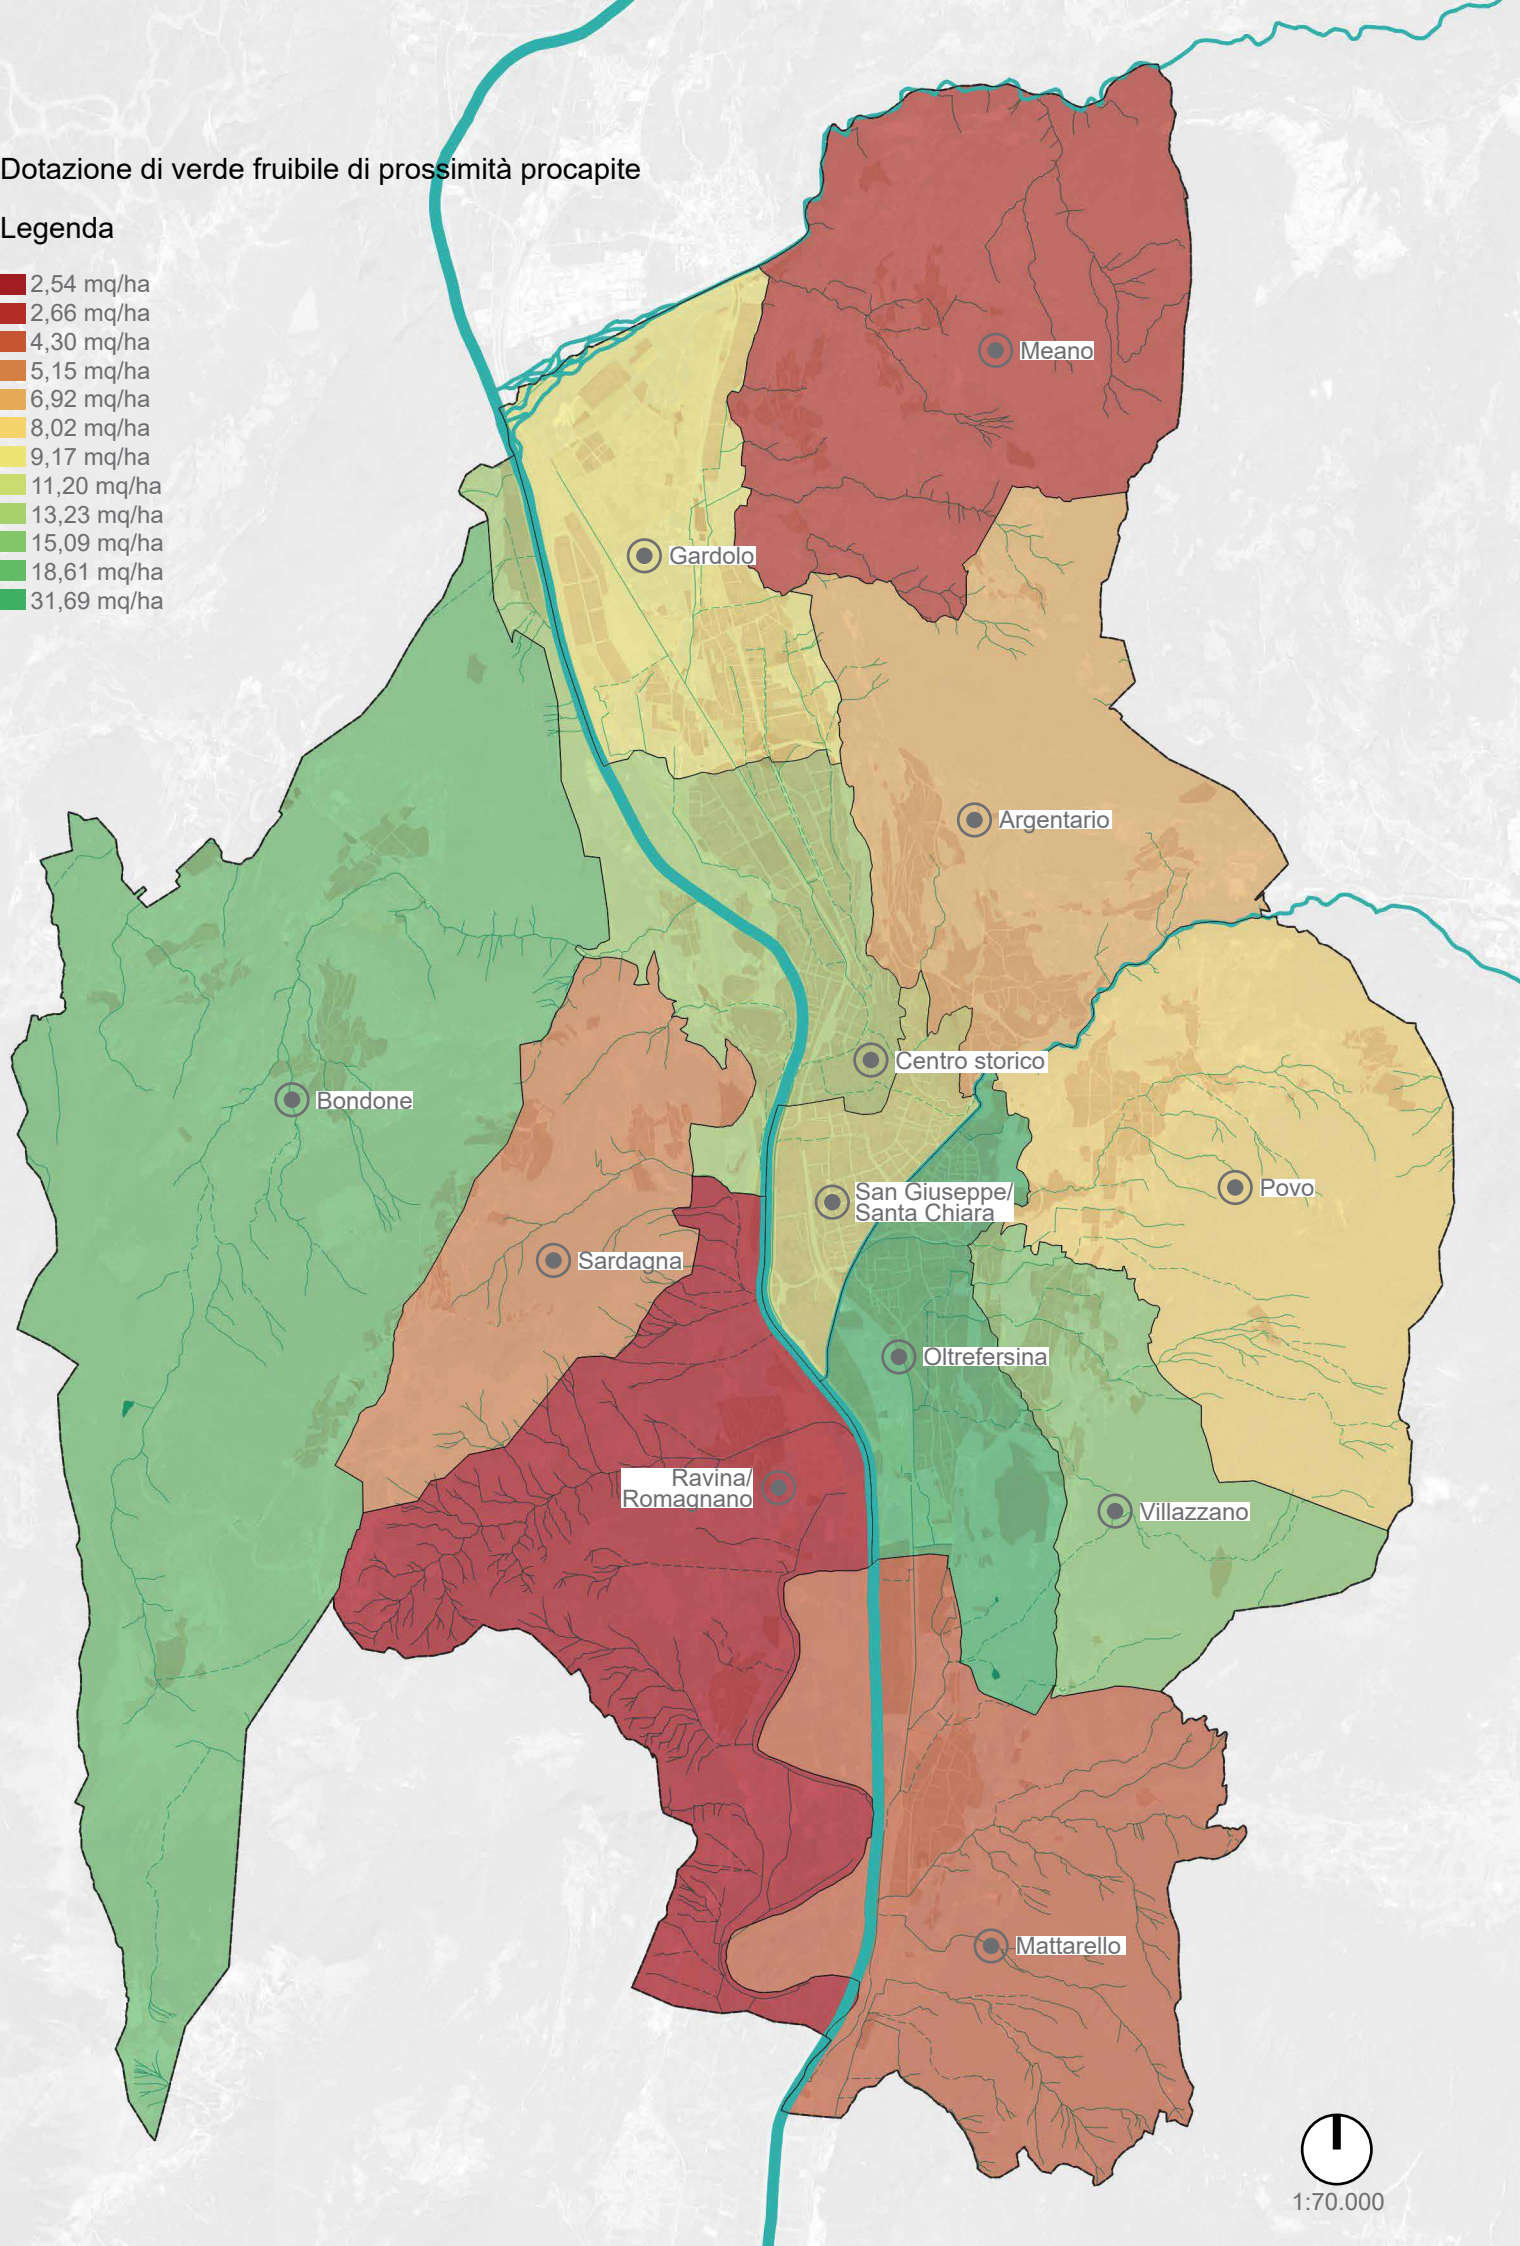 Dotazione di verde fruibile di prossimità procapite
Legenda
2,54 mq/ha
2,66 mq/ha
4,30 mq/ha
5,15 mq/ha
6,92 mq/ha
8,02 mq/ha
9,17 mq/ha
11,20 mq/ha
13,23 mq/ha
15,09 mq/ha
18,61 mq/ha
31,69 mq/ha
Meano
Gardolo
Argentario
Centro storico
Bondone
San Giuseppe/
Santa Chiara
Povo
Sardagna
Oltrefersina
Ravina/
Romagnano
Villazzano
Mattarello
1:70.000